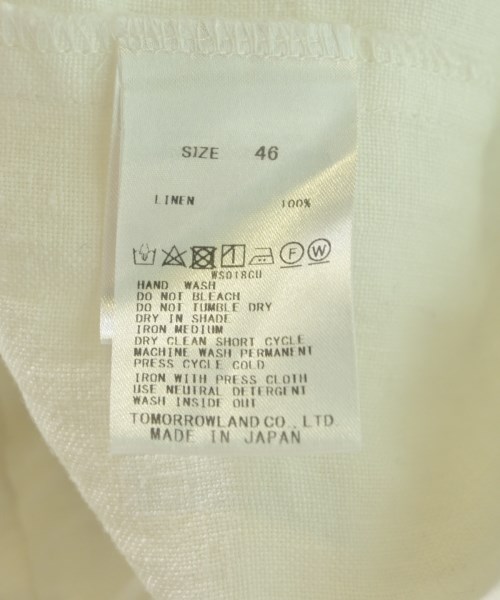 SIZE 46
LINEN 100%
F W
WS018CU
HAND WASH
DO NOT BLEACH
DO NOT TUMBLE DRY
DRY IN SHADE
IRON MEDIUM
DRY CLEAN SHORT CYCLE
MACHINE WASH PERMANENT
PRESS CYCLE COLD
IRON WITH PRESS CLOTH
USE NEUTRAL DETERGENT
WASH INSIDE OUT
TOMORROWLAND CO., LTD.
MADE IN JAPAN